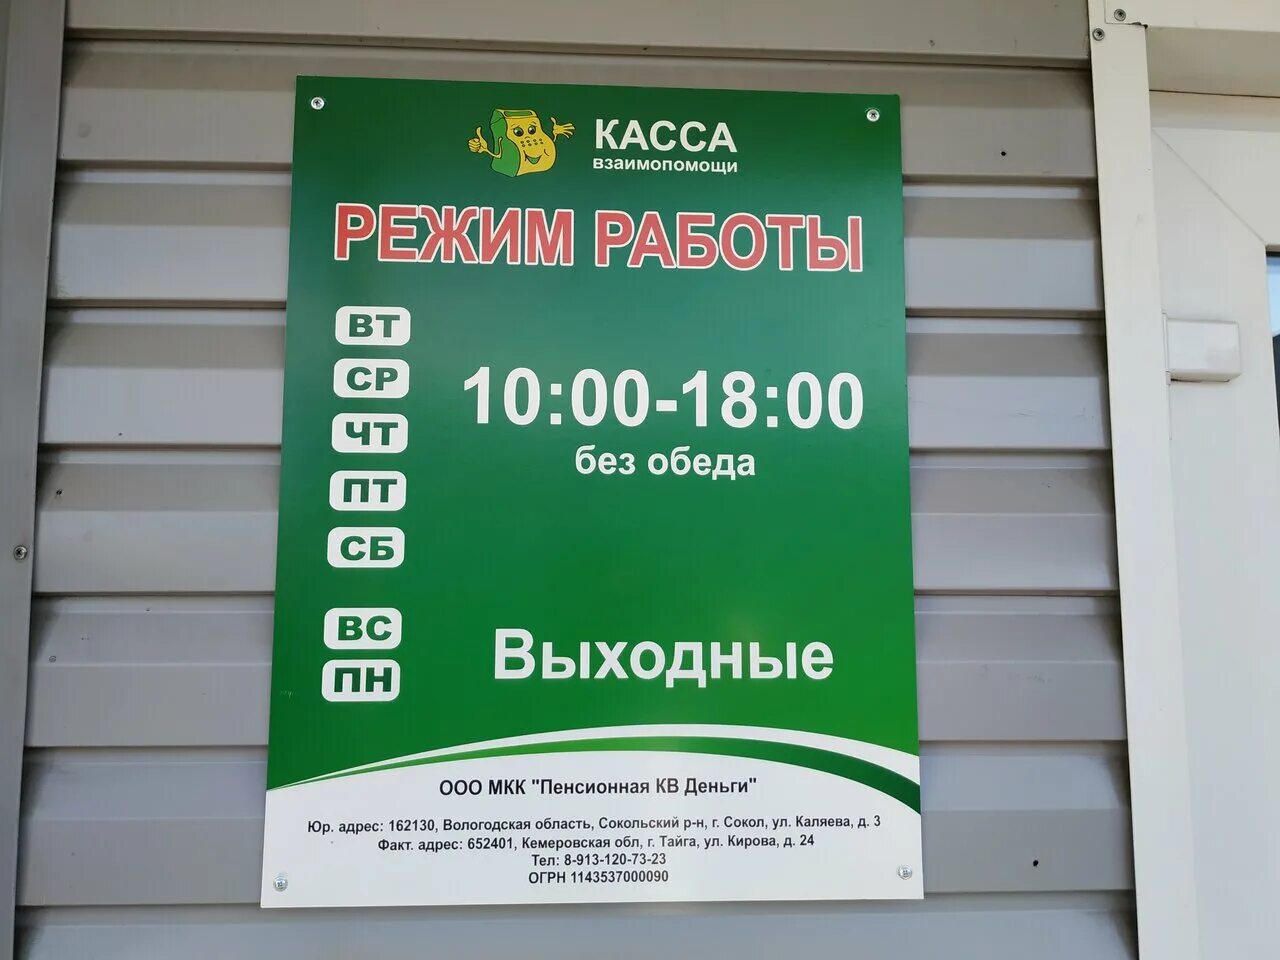 КАССА
взаимопомощи
РЕЖИМ РАБОТЫ
ВТ
СР
ЧТ
ПТ
СБ
10:00-18:00
без обеда
ВС
ПН
Выходные
ООО МКК "Пенсионная КВ Деньги"
Юр. адрес: 162130, Вологодская область, Сокольский р-н, г. Сокол, ул. Каляева, д. 3
Факт. адрес: 652401, Кемеровская обл, г. Тайга, ул. Кирова, д. 24
Тел: 8-913-120-73-23
ОГРН 1143537000090